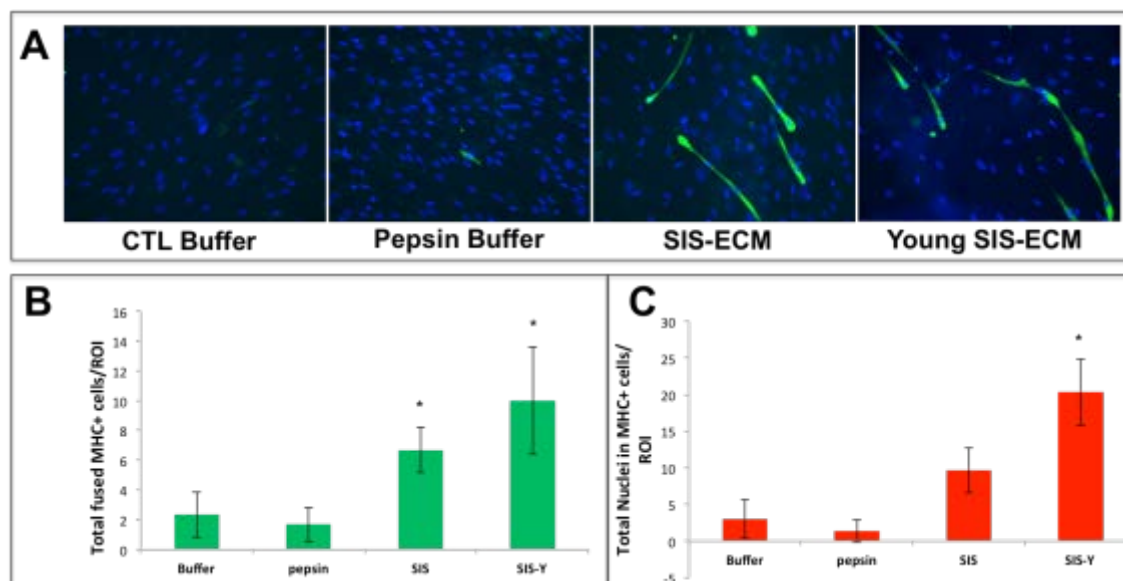 A
CTL Buffer
Pepsin Buffer
SIS-ECM
Young SIS-ECM
B
Total fused MHC+ cells/ROI
16
14
12
10
8
6
4
2
0
*
*
Buffer
pepsin
SIS
SIS-Y
C
Total Nuclei in MHC+ cells/
ROI
30
25
20
15
10
5
0
-5
*
Buffer
pepsin
SIS
SIS-Y